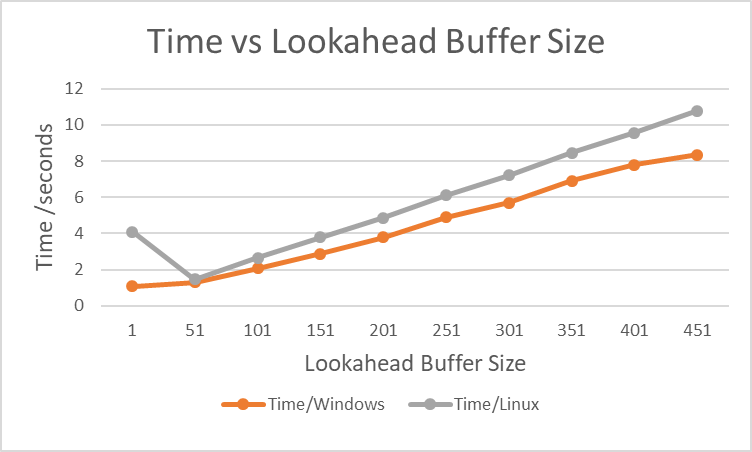 Time vs Lookahead Buffer Size
Time /seconds
12
10
8
6
4
2
0
1 51 101 151 201 251 301 351 401 451
Lookahead Buffer Size
Time/Windows Time/Linux